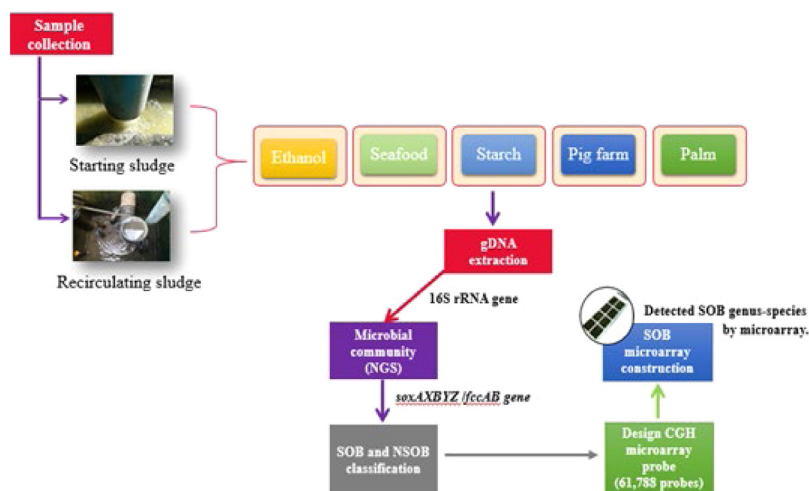 Sample
collection
Starting sludge
Recirculating sludge
Ethanol
Seafood
Starch
Pig farm
Palm
gDNA
extraction
16S rRNA gene
Microbial
community
(NGS)
soxAXBYZ /fccAB gene
SOB and NSOB
classification
Design CGH
microarray
probe
(61,788 probes)
SOB
microarray
construction
Detected SOB genus-species
by microarray.